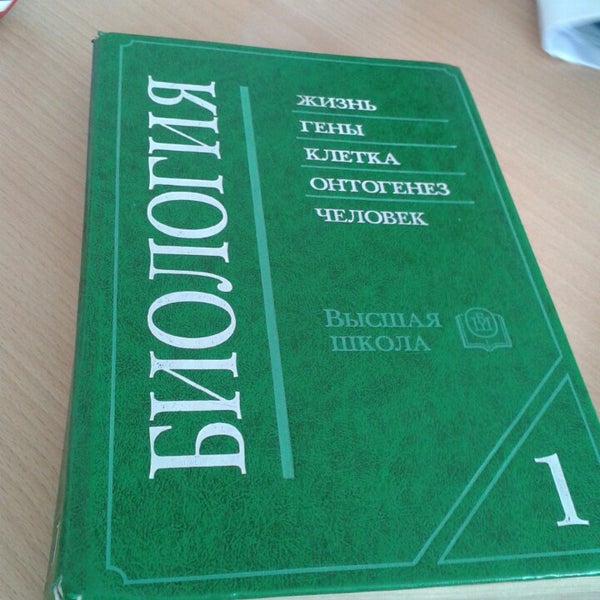 БИОЛОГИЯ
ЖИЗНЬ
ГЕНЫ
КЛЕТКА
ОНТОГЕНЕЗ
ЧЕЛОВЕК
ВЫСШАЯ
ШКОЛА
1